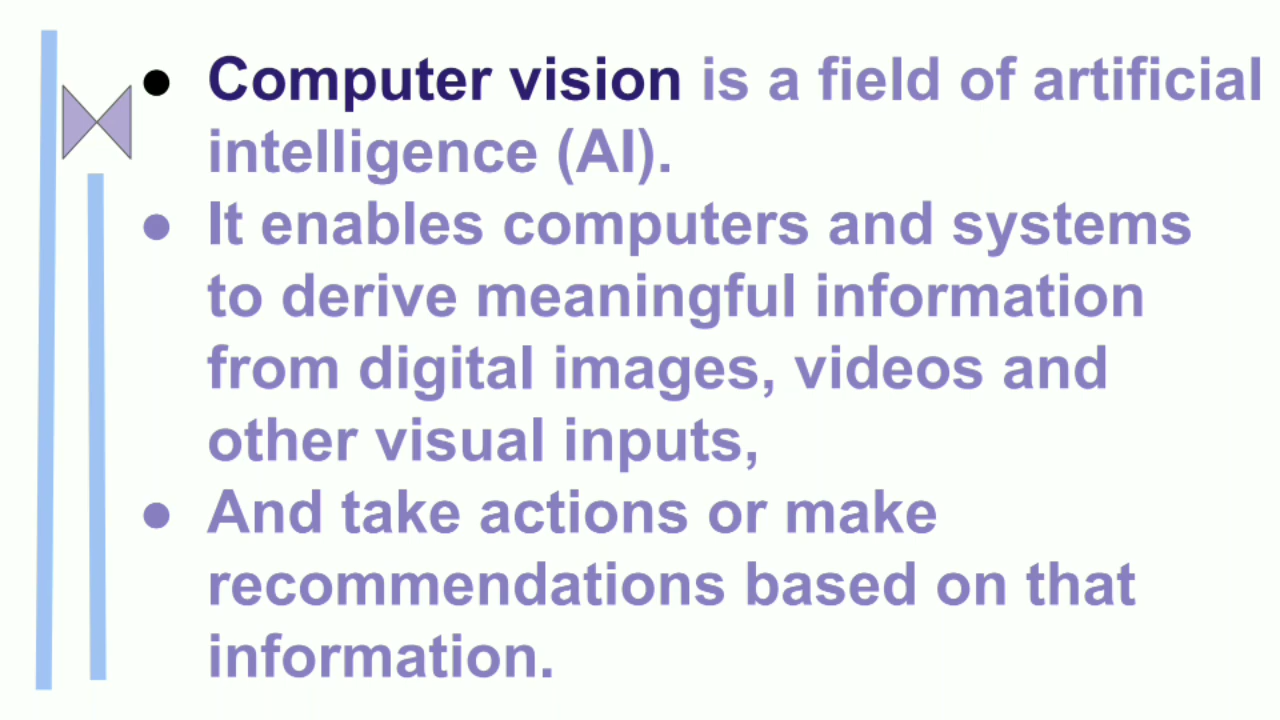 ● Computer vision is a field of artificial
intelligence (AI).
● It enables computers and systems
to derive meaningful information
from digital images, videos and
other visual inputs,
● And take actions or make
recommendations based on that
information.